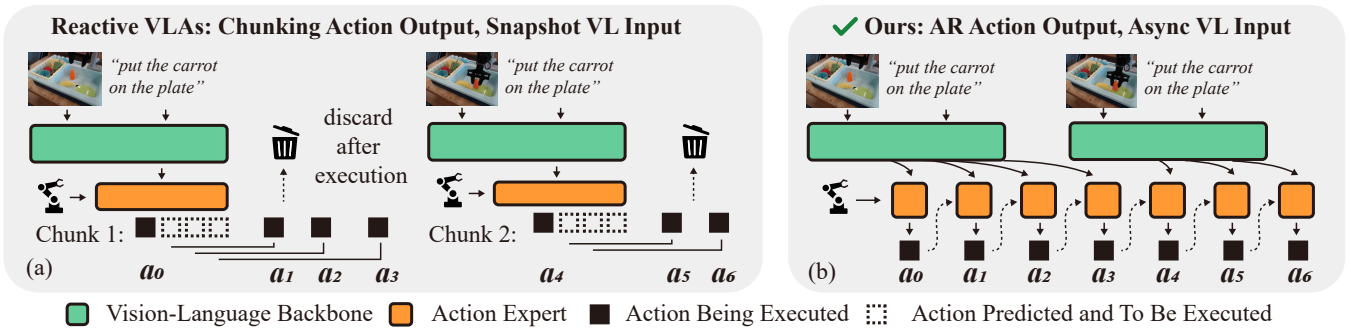 Reactive VLAs: Chunking Action Output, Snapshot VL Input
"put the carrot
on the plate"
discard
after
execution
"put the carrot
on the plate"
Chunk 1:
Chunk 2:
(a)
a0
a1
a2
a3
a4
a5
a6
Ours: AR Action Output, Async VL Input
"put the carrot
on the plate"
"put the carrot
on the plate"
(b)
a0
a1
a2
a3
a4
a5
a6
Vision-Language Backbone
Action Expert
Action Being Executed
Action Predicted and To Be Executed